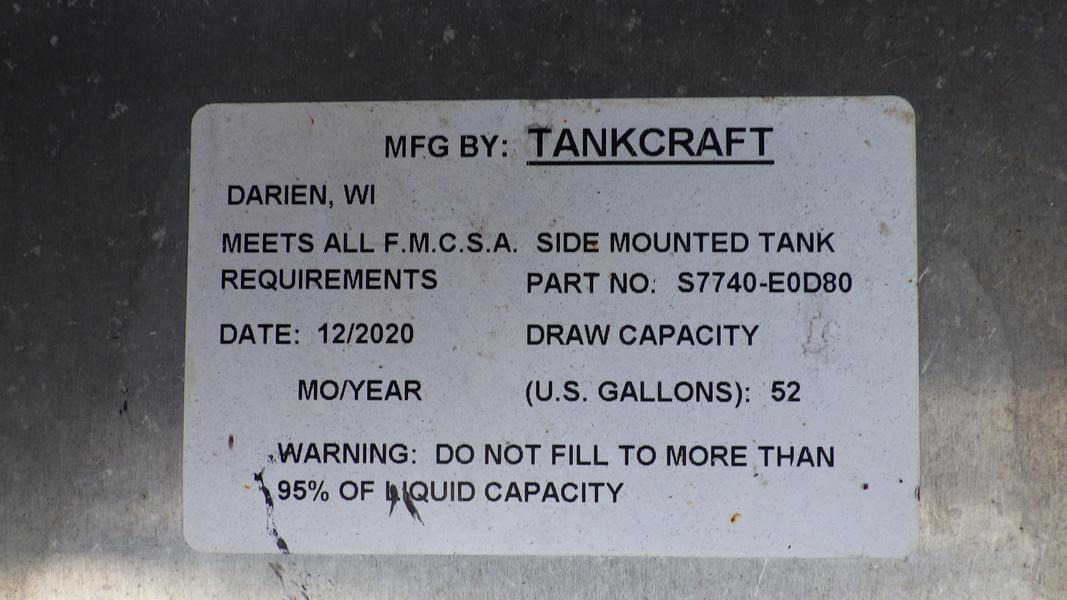 MFG BY: TANKCRAFT
DARIEN, WI
MEETS ALL F.M.C.S.A. SIDE MOUNTED TANK
REQUIREMENTS PART NO: S7740-E0D80
DATE: 12/2020 DRAW CAPACITY
MO/YEAR (U.S. GALLONS): 52
WARNING: DO NOT FILL TO MORE THAN
95% OF LIQUID CAPACITY